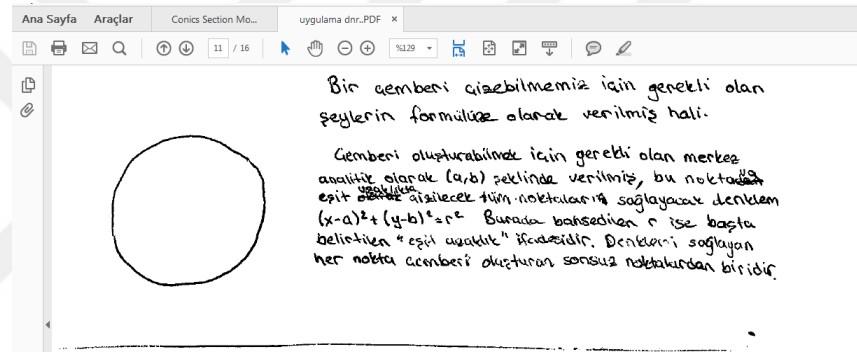 Ana Sayfa Araçlar Conics Section Mo... uygulama dnr..PDF ×
11 / 16 %129
Bir çemberi çizebilmemiz için gerekli olan
şeylerin formülüze olarak verilmiş hali.
Çemberi oluşturabilmek için gerekli olan merkez
analitik olarak (a,b) şeklinde verilmiş, bu noktaya
eşit uzaklıkta çizilecek tüm noktaların sağlayacak denklem
(x-a)²+(y-b)²=r² Burada bahsedilen r ise başta
belirtilen "eşit uzaklık" ifadesidir. Denklemi sağlayan
her nokta çemberi oluşturan sonsuz noktalardan biridir.